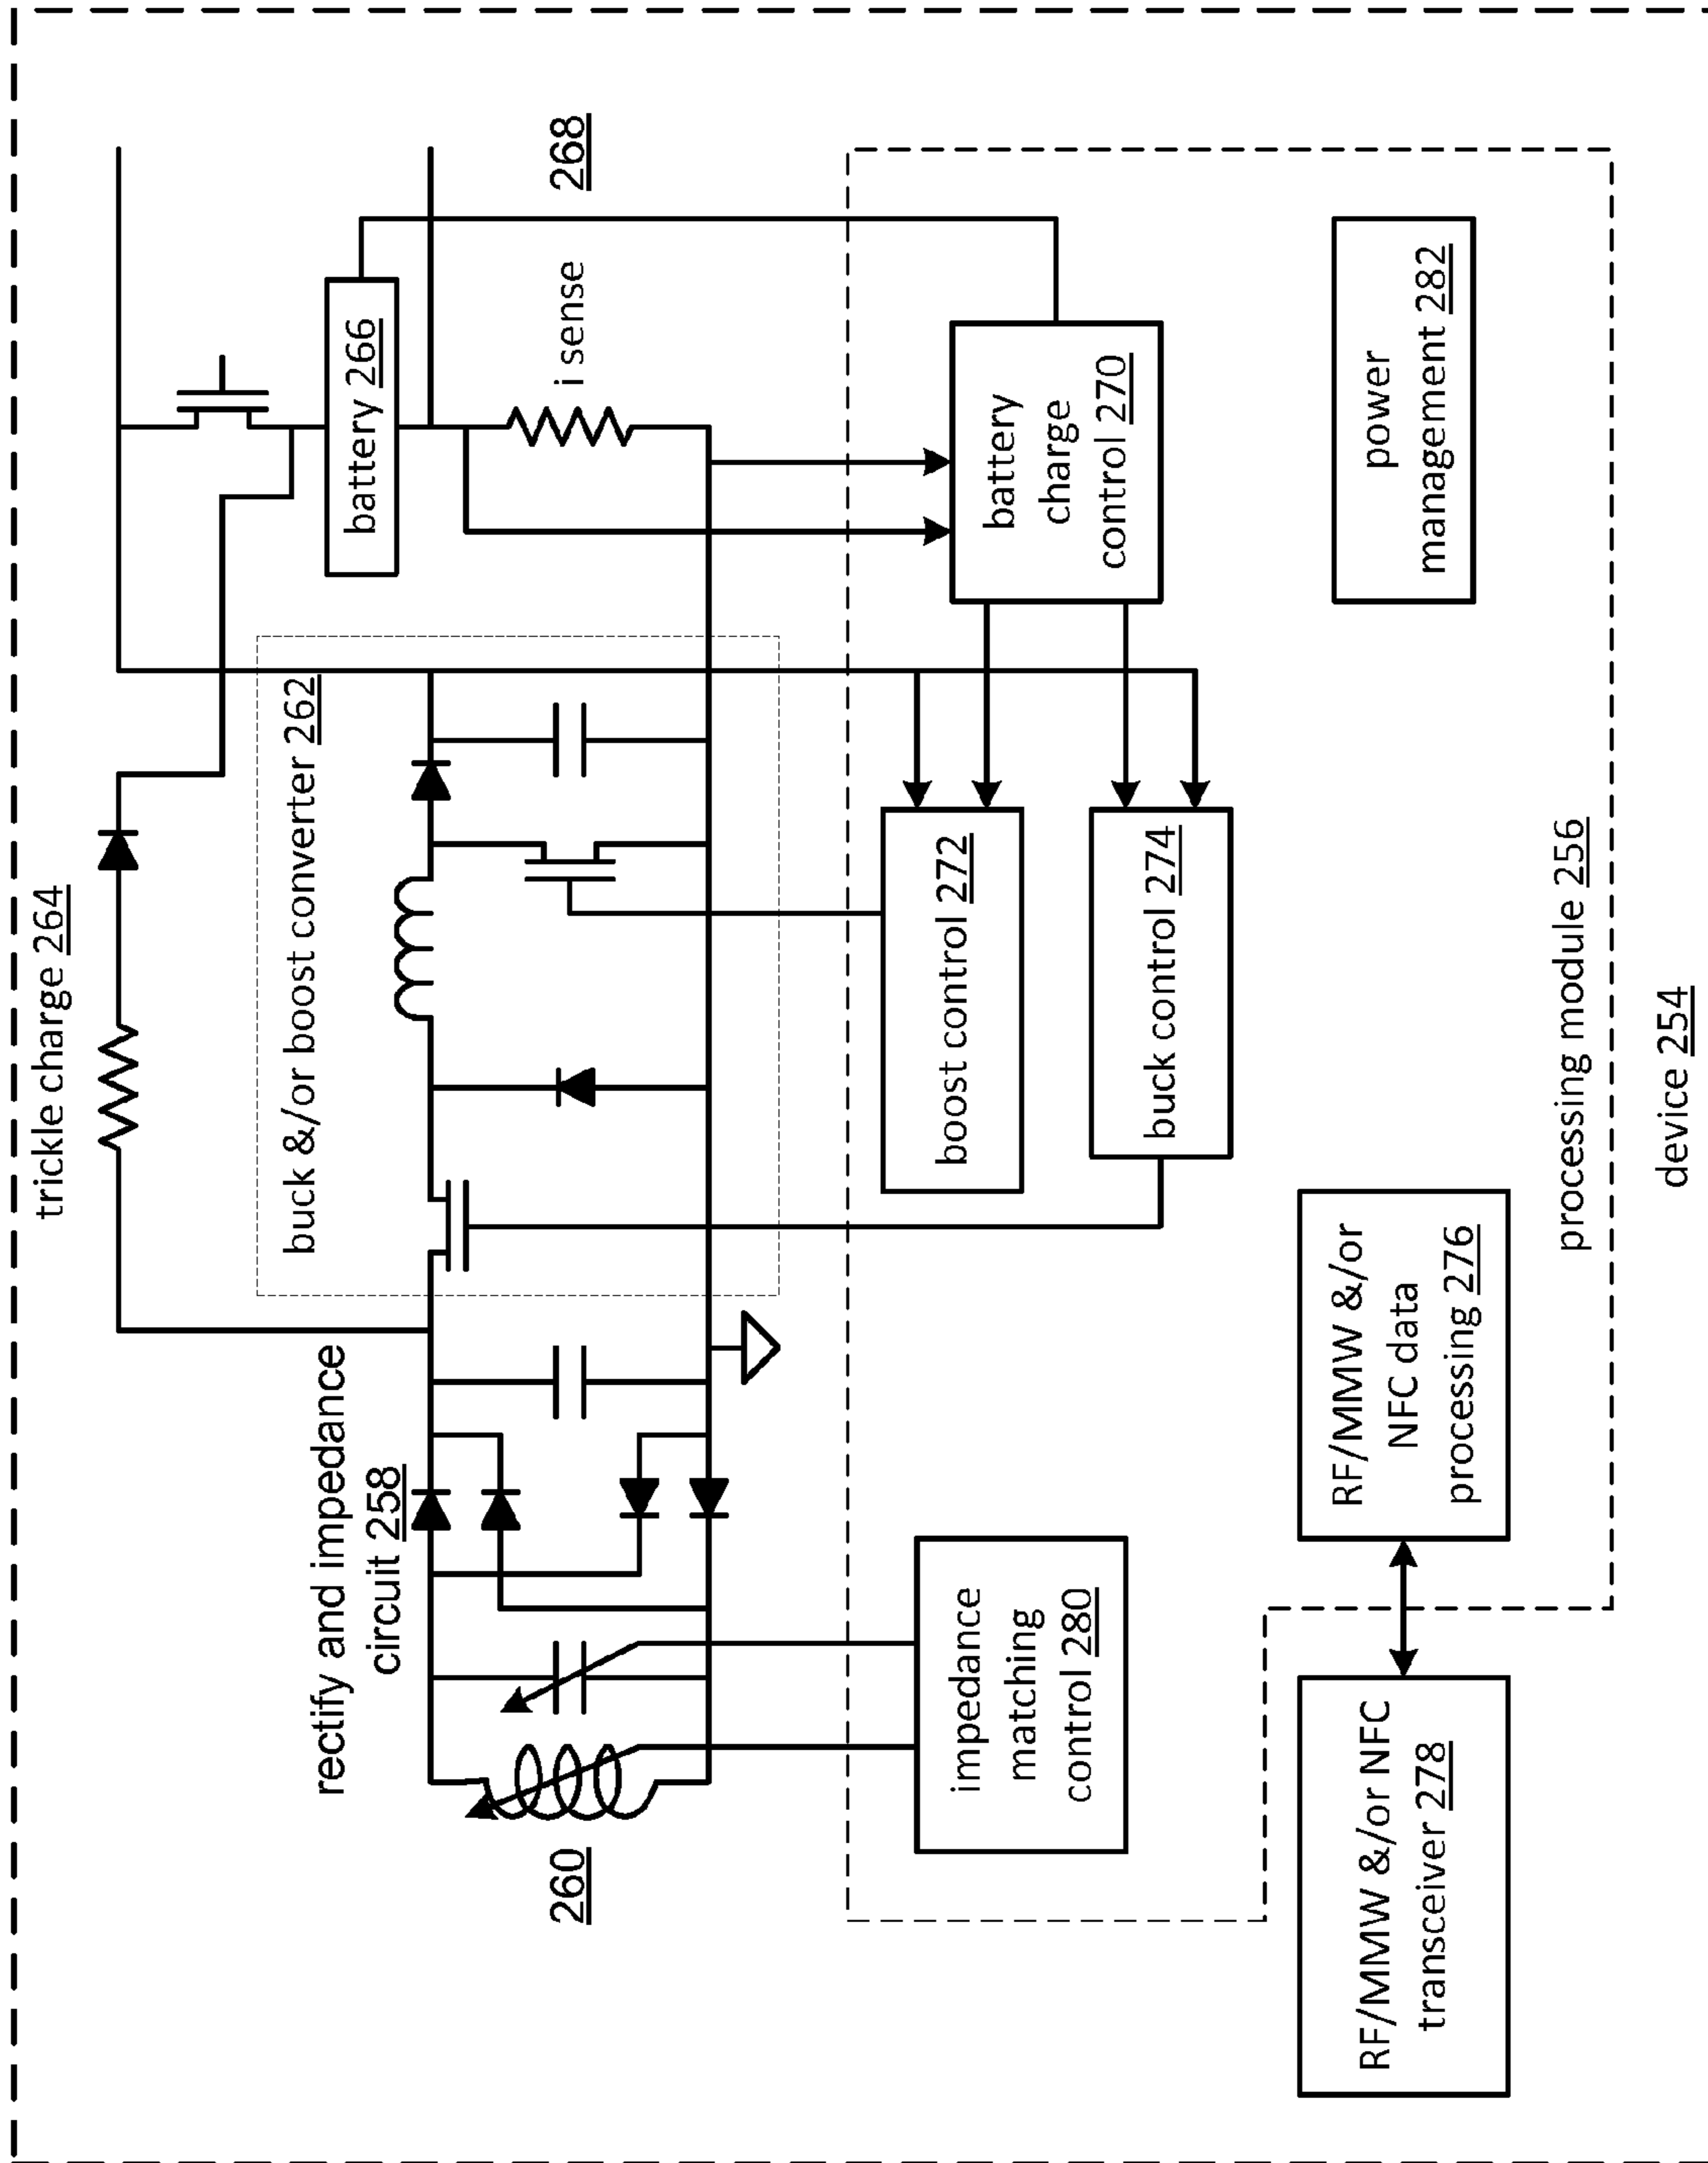 trickle charge 264
buck &/or boost converter 262
rectify and impedance
circuit 258
battery 266
268
i sense
260
impedance
matching
control 280
boost control 272
buck control 274
battery
charge
control 270
power
management 282
RF/MMW &/or NFC
transceiver 278
RF/MMW &/or
NFC data
processing 276
processing module 256
device 254